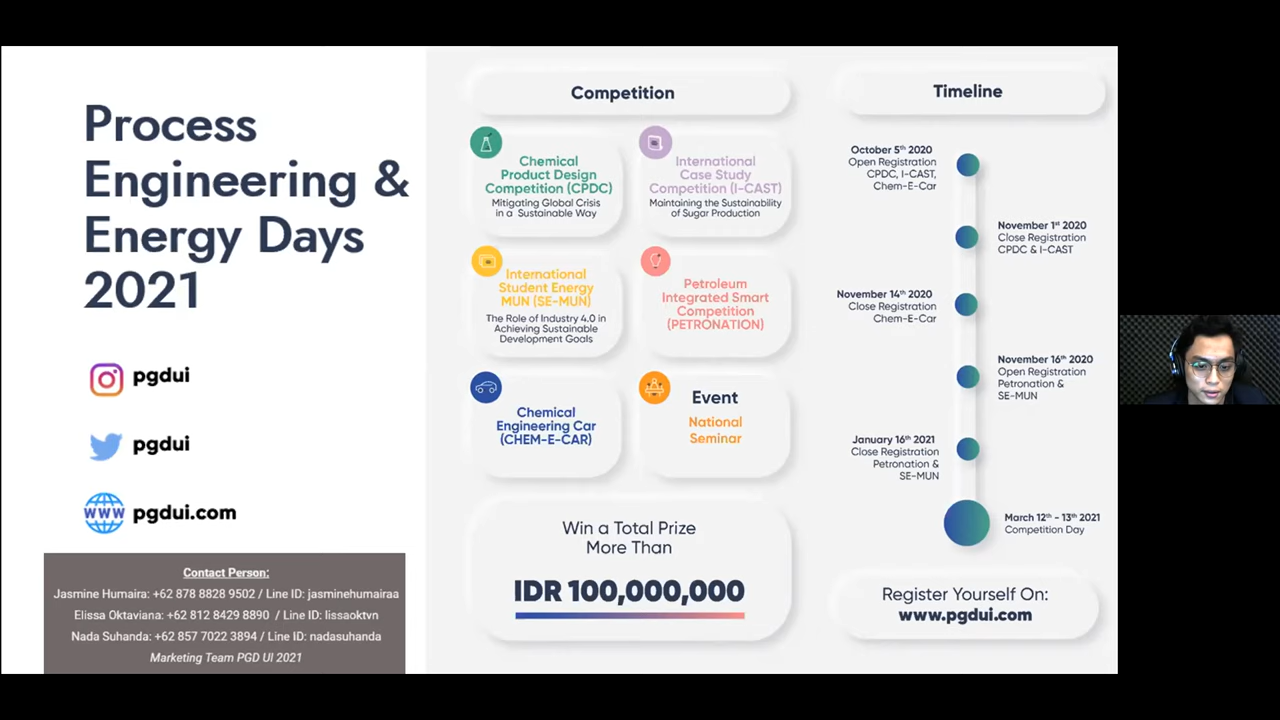 Process
Engineering &
Energy Days
2021
pgdui
pgdui
www pgdui.com
Contact Person:
Jasmine Humaira: +62 878 8828 9502 / Line ID: jasminehumairaa
Elissa Oktaviana: +62 812 8429 8890 / Line ID: lissaoktvn
Nada Suhanda: +62 857 7022 3894 / Line ID: nadasuhanda
Marketing Team PGD UI 2021
Competition
Chemical
Product Design
Competition (CPDC)
Mitigating Global Crisis
in a Sustainable Way
International
Case Study
Competition (I-CAST)
Maintaining the Sustainability
of Sugar Production
International
Student Energy
MUN (SE-MUN)
The Role of Industry 4.0 in
Achieving Sustainable
Development Goals
Petroleum
Integrated Smart
Competition
(PETRONATION)
Chemical
Engineering Car
(CHEM-E-CAR)
Event
National
Seminar
Win a Total Prize
More Than
IDR 100,000,000
Timeline
October 5th 2020
Open Registration
CPDC, I-CAST,
Chem-E-Car
November 1st 2020
Close Registration
CPDC & I-CAST
November 14th 2020
Close Registration
Chem-E-Car
November 16th 2020
Open Registration
Petronation &
SE-MUN
January 16th 2021
Close Registration
Petronation &
SE-MUN
March 12th - 13th 2021
Competition Day
Register Yourself On:
www.pgdui.com